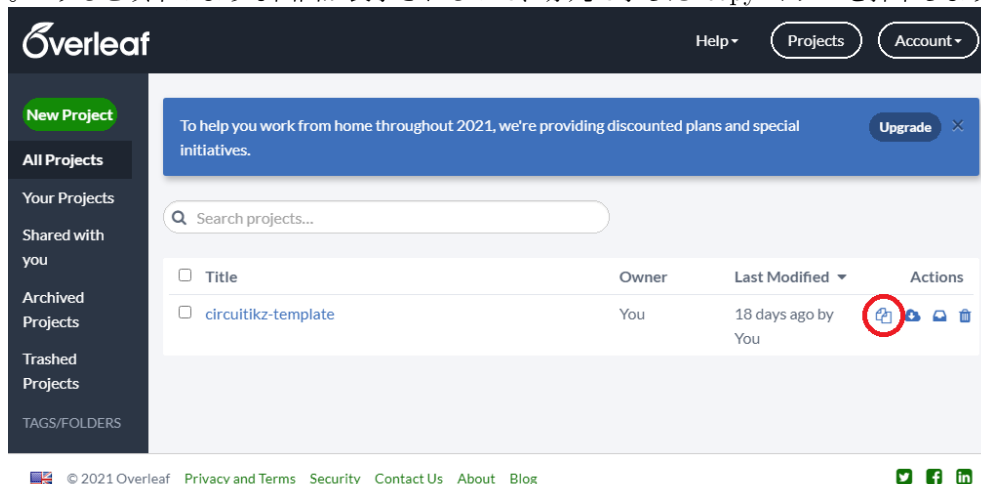 Overleaf
Help
Projects
Account
New Project
All Projects
Your Projects
Shared with
you
Archived
Projects
Trashed
Projects
TAGS/FOLDERS
To help you work from home throughout 2021, we're providing discounted plans and special
initiatives.
Upgrade
Search projects...
Title Owner Last Modified Actions
circuitikz-template You 18 days ago by
You
© 2021 Overleaf Privacy and Terms Security Contact Us About Blog